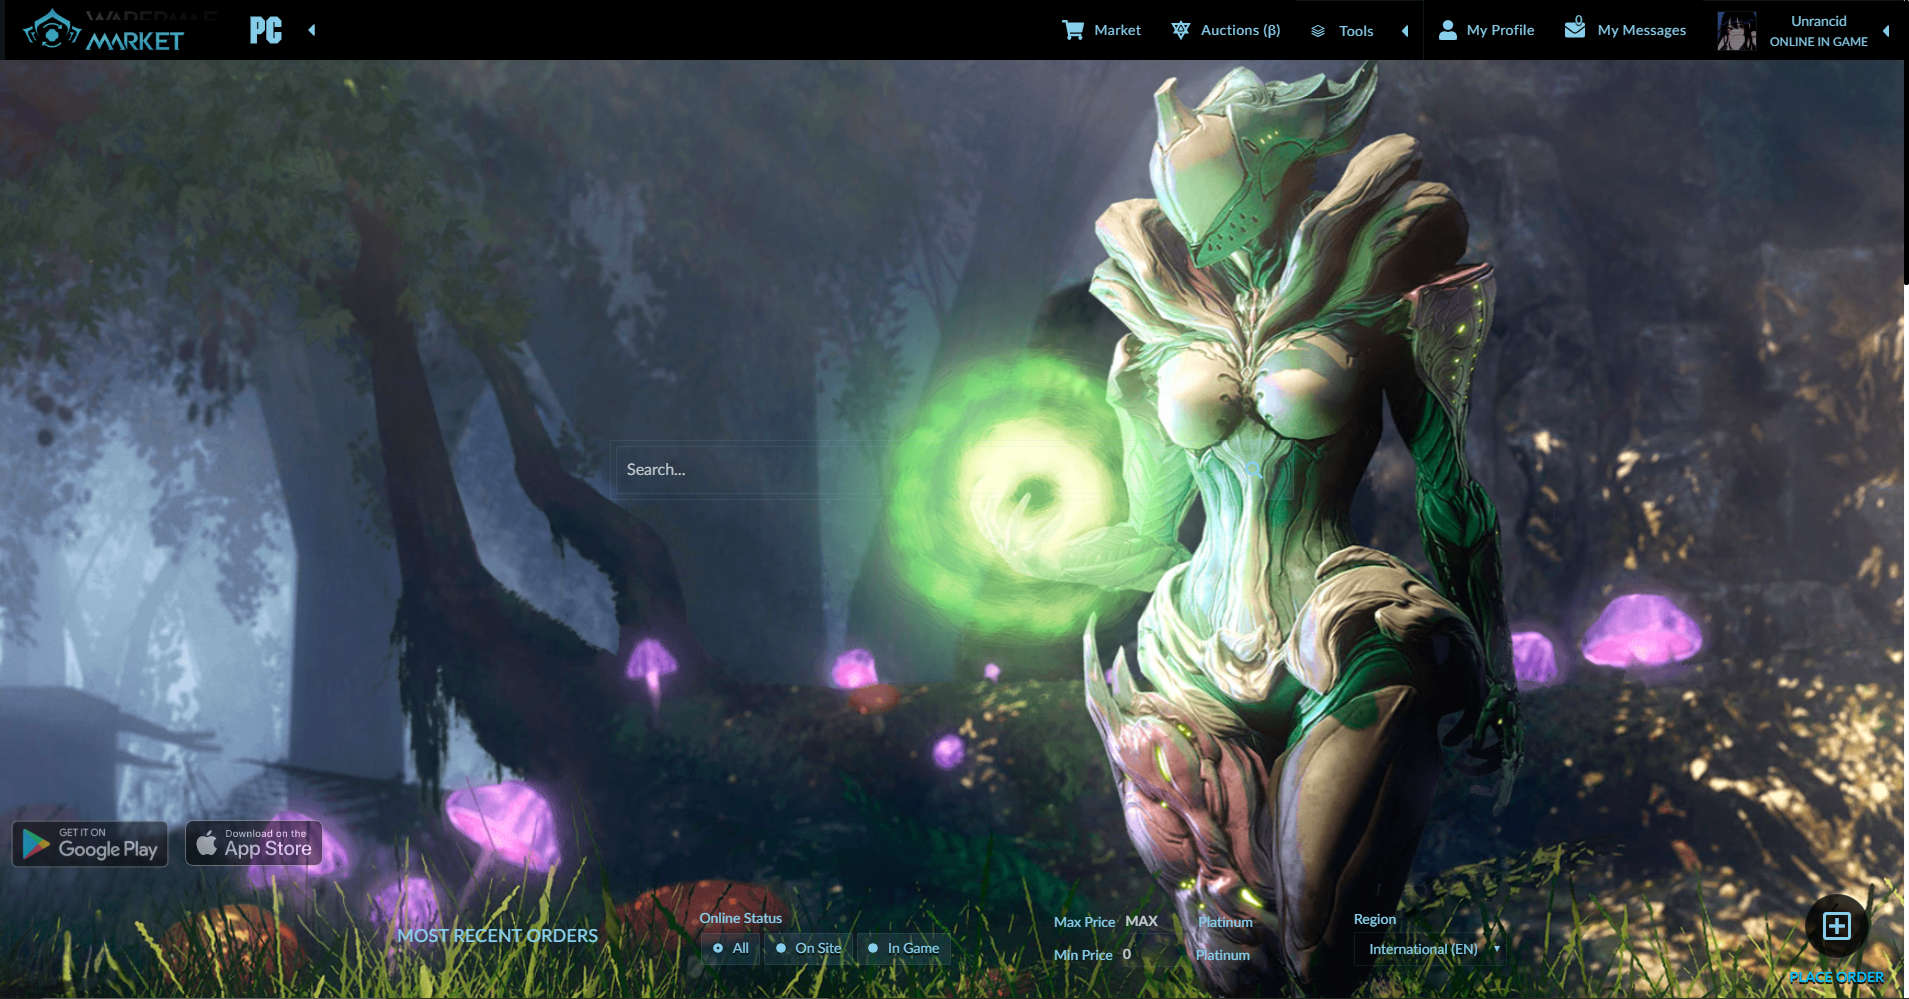 WARFRAME
MARKET
PC
Market
Auctions (β)
Tools
My Profile
0
My Messages
Unrancid
ONLINE IN GAME
Search...
GET IT ON
Google Play
Download on the
App Store
MOST RECENT ORDERS
Online Status
All
On Site
In Game
Max Price MAX Platinum
Min Price 0 Platinum
Region
International (EN)
PLACE ORDER